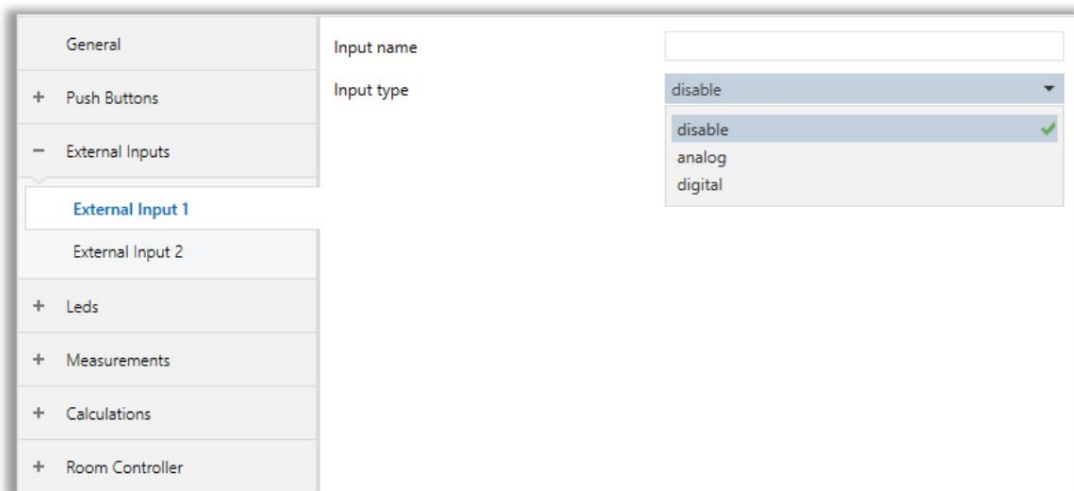 General
+ Push Buttons
− External Inputs
External Input 1
External Input 2
+ Leds
+ Measurements
+ Calculations
+ Room Controller
Input name
Input type disable
disable
analog
digital